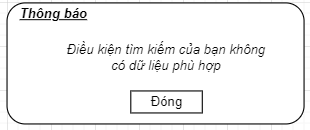 Thông báo
Điều kiện tìm kiếm của bạn không
có dữ liệu phù hợp
Đóng